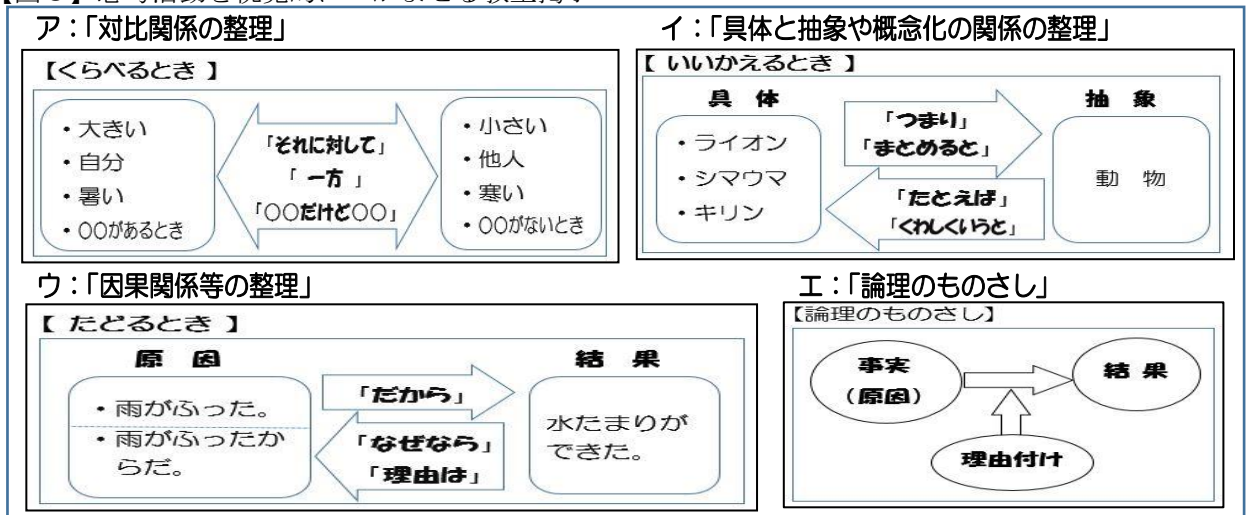 ア：「対比関係の整理」
【くらべるとき 】
・大きい
・自分
・暑い
・○○があるとき
「それに対して」
「 一方 」
「○○だけど○○」
・小さい
・他人
・寒い
・○○がないとき
イ：「具体と抽象や概念化の関係の整理」
【 いいかえるとき 】
具 体
・ライオン
・シマウマ
・キリン
「つまり」
「まとめると」
「たとえば」
「くわしくいうと」
抽 象
動 物
ウ：「因果関係等の整理」
【 たどるとき 】
原 因
・雨がふった。
・雨がふったか
らだ。
「だから」
「なぜなら」
「理由は」
結 果
水たまりが
できた。
エ：「論理のものさし」
【論理のものさし】
事実
（原因）
結 果
理由付け